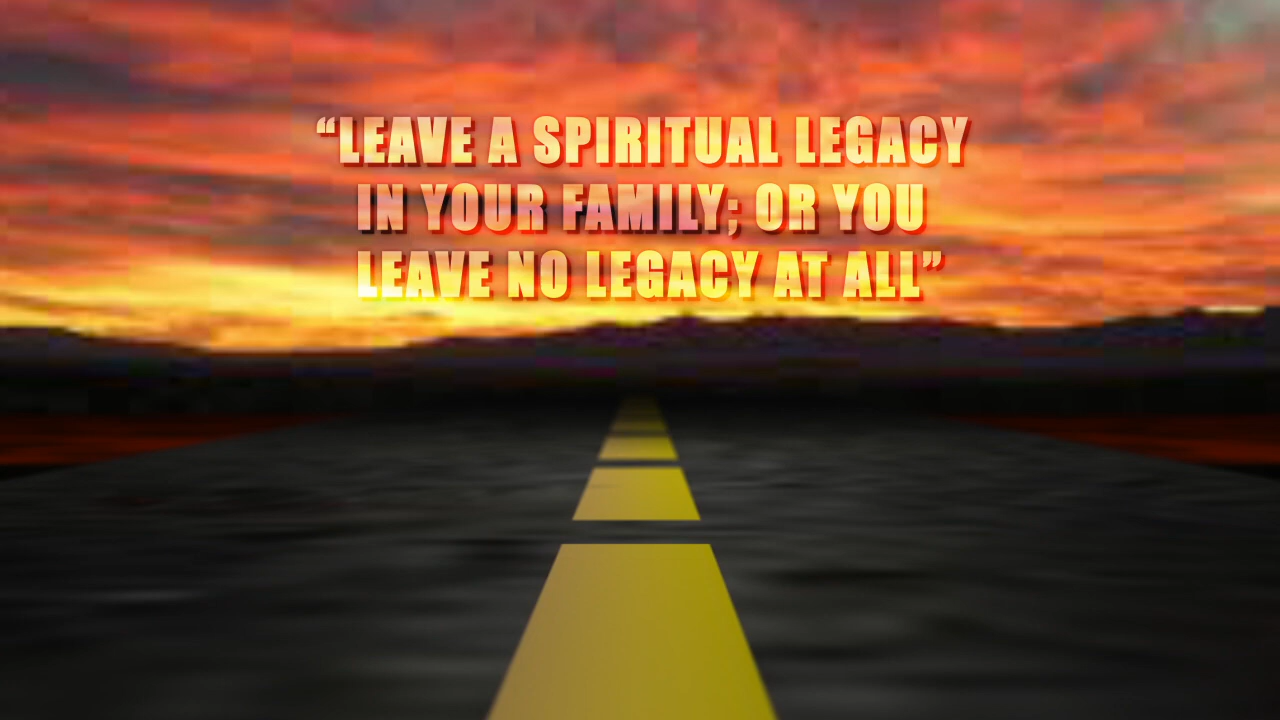 “LEAVE A SPIRITUAL LEGACY
IN YOUR FAMILY; OR YOU
LEAVE NO LEGACY AT ALL”